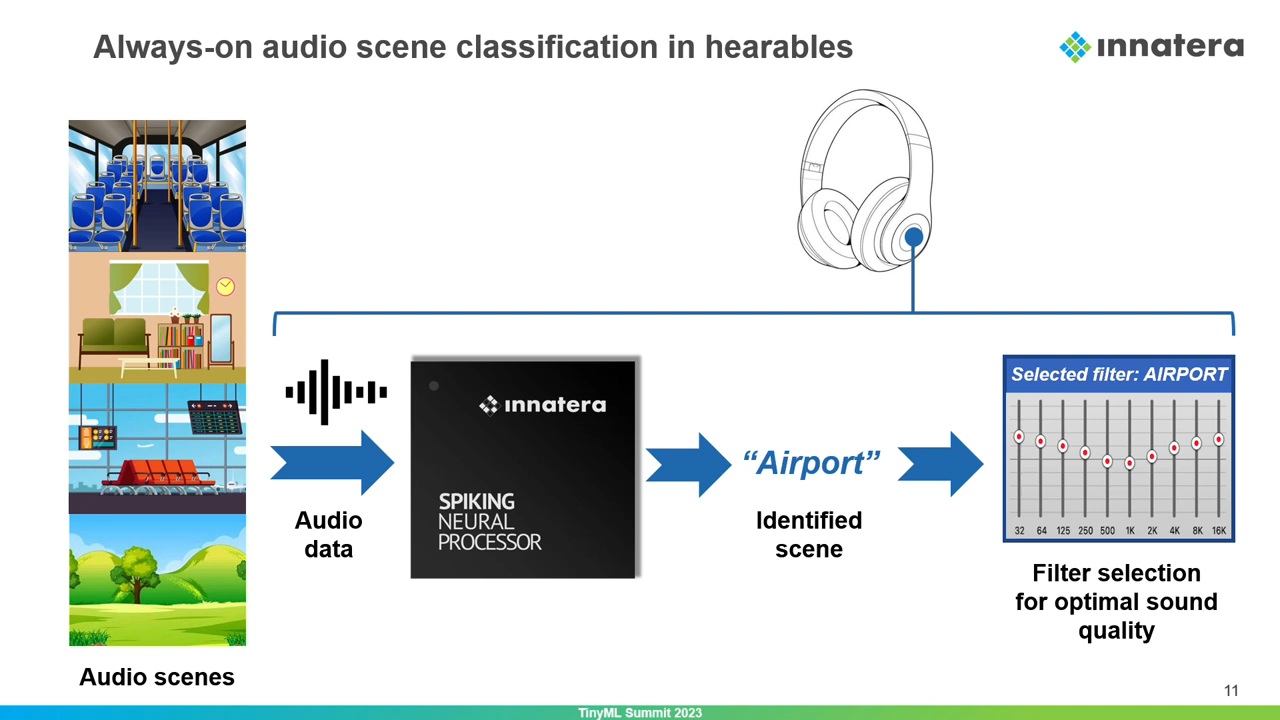 Always-on audio scene classification in hearables
ınnatera
Audio scenes
Audio
data
ınnatera
SPIKING
NEURAL
PROCESSOR
“Airport”
Identified
scene
Selected filter: AIRPORT
32 64 125 250 500 1K 2K 4K 8K 16K
Filter selection
for optimal sound
quality
11
TinyML Summit 2023